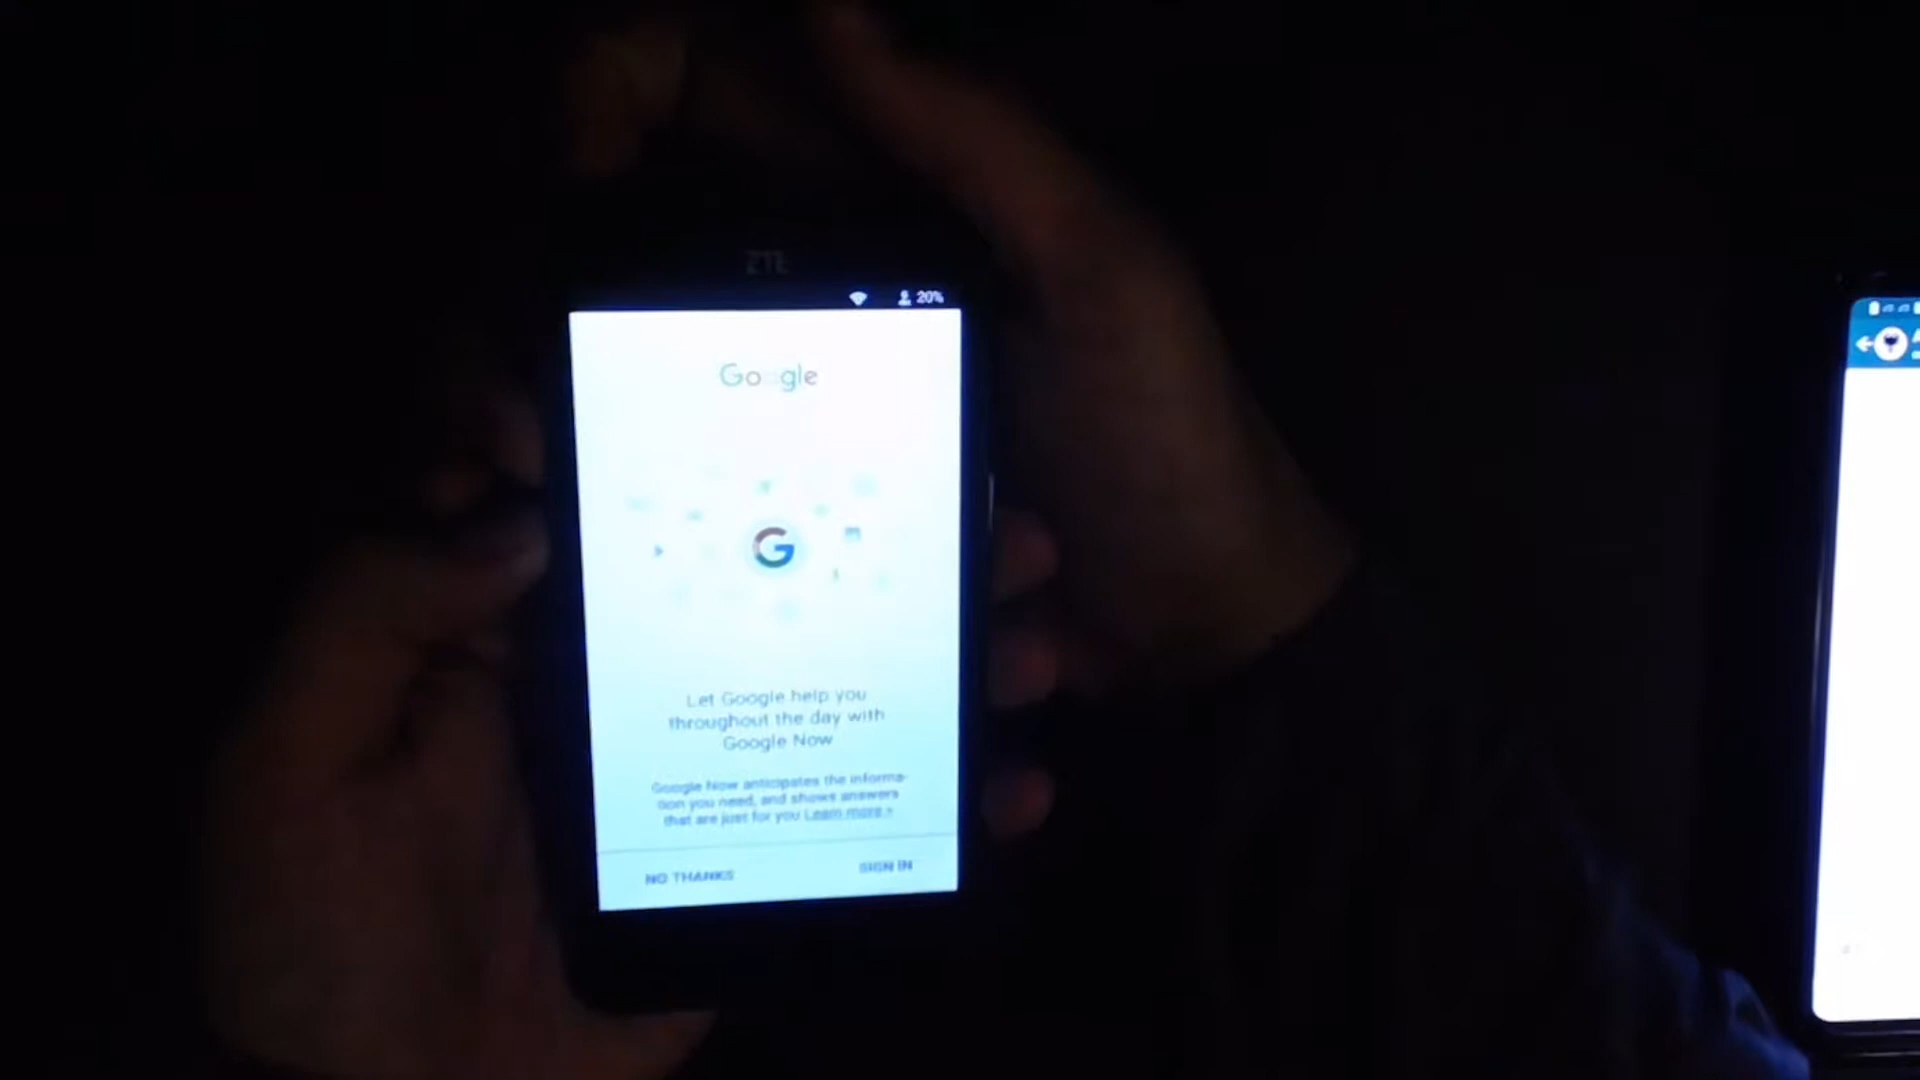 ZTE
20%
Google
G
Let Google help you
throughout the day with
Google Now
Google Now anticipates the informa-
tion you need, and shows answers
that are just for you Learn more >
NO THANKS
SIGN IN